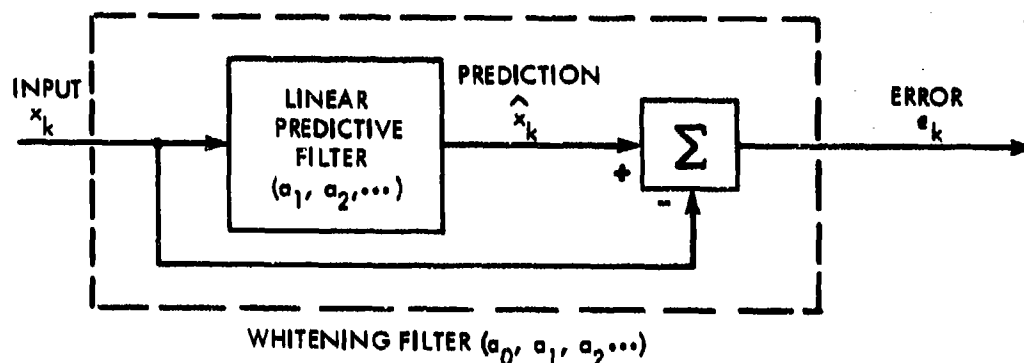 INPUT
x_k
LINEAR
PREDICTIVE
FILTER
(a_1, a_2, ...)
PREDICTION
x̂_k
+
-
Σ
ERROR
e_k
WHITENING FILTER (a_0, a_1, a_2 ...)